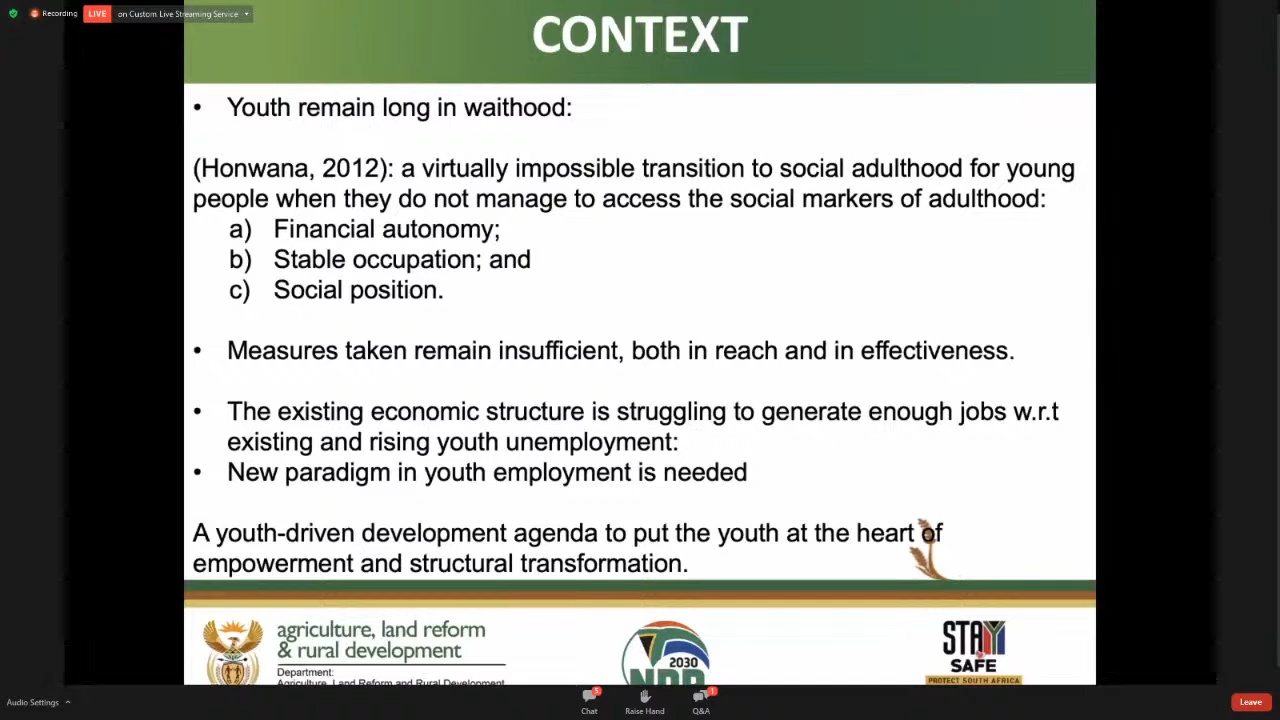 Recording
LIVE
on Custom Live Streaming Service
CONTEXT
• Youth remain long in waithood:
(Honwana, 2012): a virtually impossible transition to social adulthood for young
people when they do not manage to access the social markers of adulthood:
a) Financial autonomy;
b) Stable occupation; and
c) Social position.
• Measures taken remain insufficient, both in reach and in effectiveness.
• The existing economic structure is struggling to generate enough jobs w.r.t
existing and rising youth unemployment:
• New paradigm in youth employment is needed
A youth-driven development agenda to put the youth at the heart of
empowerment and structural transformation.
agriculture, land reform
& rural development
Department:
Agriculture, Land Reform and Rural Development
2030
NDP
STAY
SAFE
PROTECT SOUTH AFRICA
Audio Settings
5
Chat
Raise Hand
1
Q&A
Leave